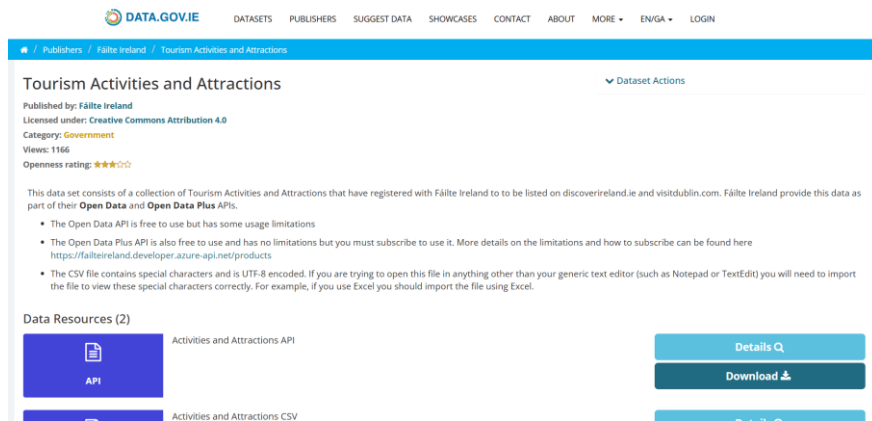 DATA.GOV.IE DATASETS PUBLISHERS SUGGEST DATA SHOWCASES CONTACT ABOUT MORE EN/GA LOGIN
/ Publishers / Fáilte Ireland / Tourism Activities and Attractions
Tourism Activities and Attractions
Dataset Actions
Published by: Fáilte Ireland
Licensed under: Creative Commons Attribution 4.0
Category: Government
Views: 1166
Openness rating:
This data set consists of a collection of Tourism Activities and Attractions that have registered with Fáilte Ireland to to be listed on discoverireland.ie and visitdublin.com. Fáilte Ireland provide this data as
part of their Open Data and Open Data Plus APIs.
• The Open Data API is free to use but has some usage limitations
• The Open Data Plus API is also free to use and has no limitations but you must subscribe to use it. More details on the limitations and how to subscribe can be found here
https://failteireland.developer.azure-api.net/products
• The CSV file contains special characters and is UTF-8 encoded. If you are trying to open this file in anything other than your generic text editor (such as Notepad or TextEdit) you will need to import
the file to view these special characters correctly. For example, if you use Excel you should import the file using Excel.
Data Resources (2)
API
Activities and Attractions API
Details
Download
Activities and Attractions CSV
Details